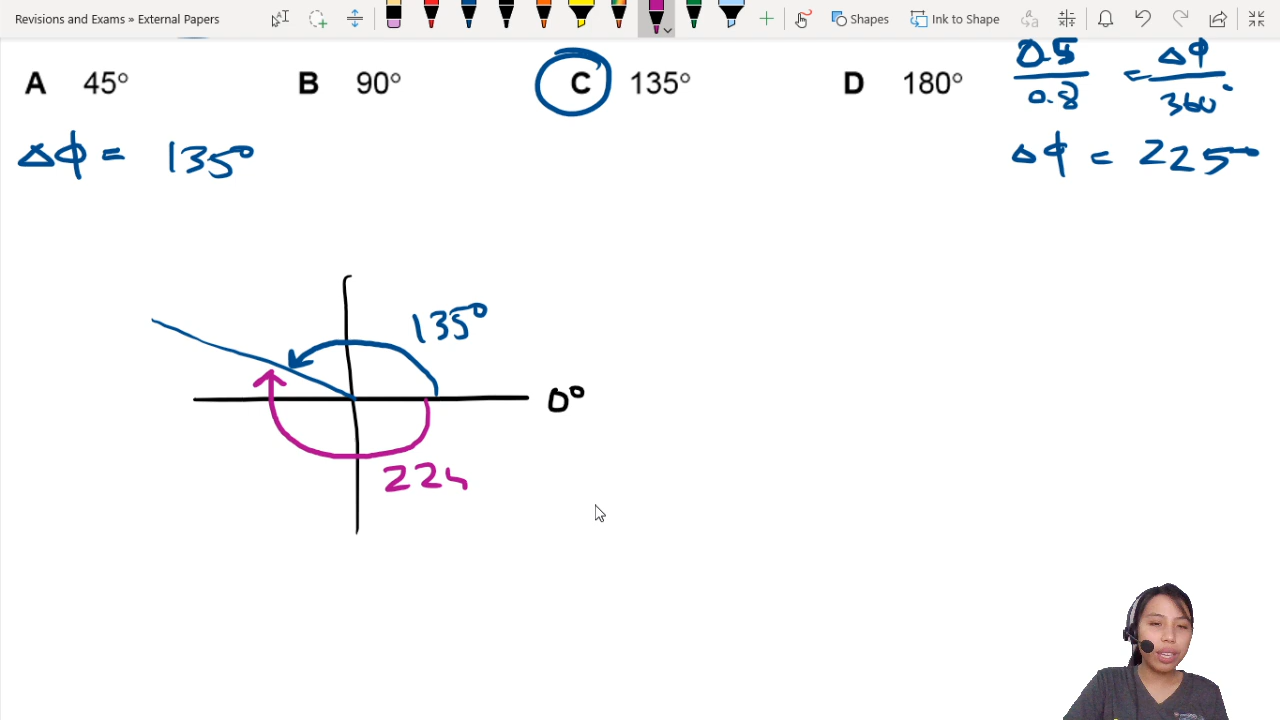 Revisions and Exams » External Papers
Shapes
Ink to Shape
A 45° B 90° C 135° D 180°
0.5/0.8 = Δφ/360°
Δφ = 135°
Δφ = 225°
135°
0°